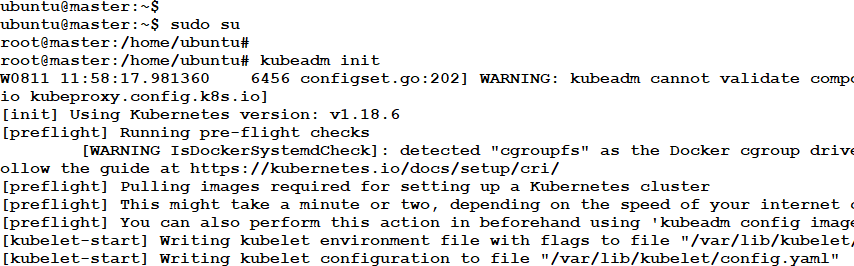 ubuntu@master:~$
ubuntu@master:~$ sudo su
root@master:/home/ubuntu#
root@master:/home/ubuntu# kubeadm init
W0811 11:58:17.981360    6456 configset.go:202] WARNING: kubeadm cannot validate compo
io kubeproxy.config.k8s.io]
[init] Using Kubernetes version: v1.18.6
[preflight] Running pre-flight checks
        [WARNING IsDockerSystemdCheck]: detected "cgroupfs" as the Docker cgroup drive
ollow the guide at https://kubernetes.io/docs/setup/cri/
[preflight] Pulling images required for setting up a Kubernetes cluster
[preflight] This might take a minute or two, depending on the speed of your internet c
[preflight] You can also perform this action in beforehand using 'kubeadm config image
[kubelet-start] Writing kubelet environment file with flags to file "/var/lib/kubelet/
[kubelet-start] Writing kubelet configuration to file "/var/lib/kubelet/config.yaml"